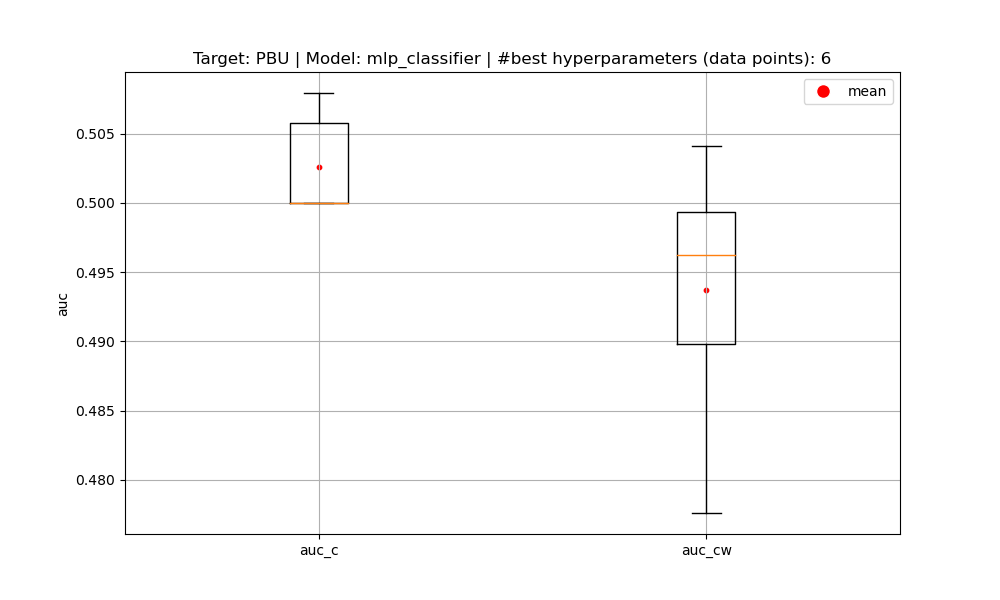 Target: PBU | Model: mlp_classifier | #best hyperparameters (data points): 6
mean
0.505
0.500
0.495
0.490
0.485
0.480
auc
auc_c
auc_cw